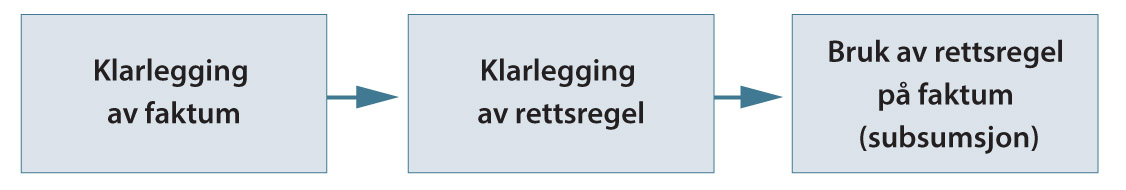 Klarlegging
av faktum
Klarlegging
av rettsregel
Bruk av rettsregel
på faktum
(subsumsjon)